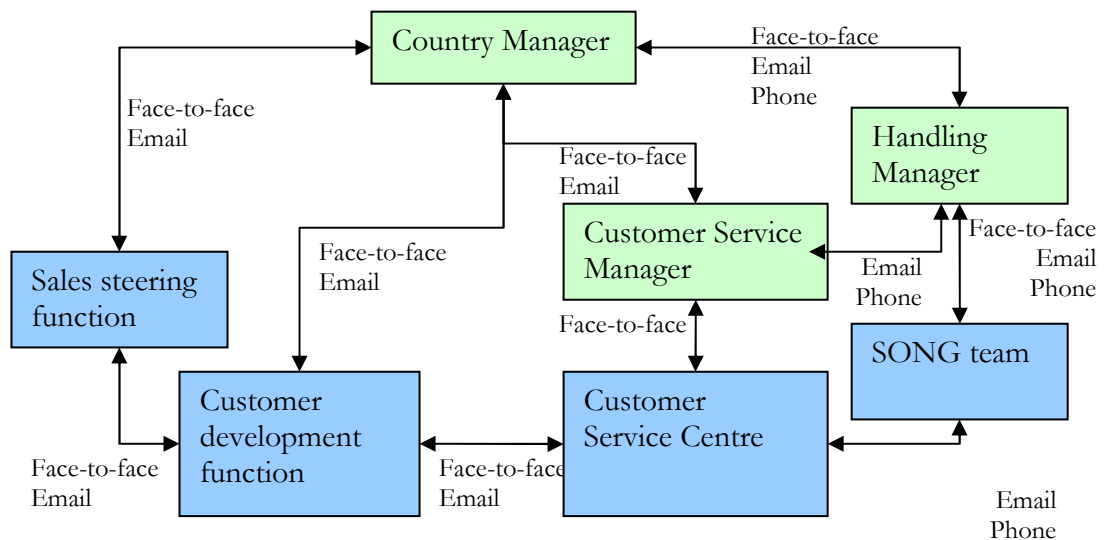 Country Manager
Face-to-face
Email
Phone
Face-to-face
Email
Handling
Manager
Face-to-face
Email
Customer Service
Manager
Face-to-face
Email
Phone
Face-to-face
Email
Sales steering
function
Email
Phone
Face-to-face
SONG team
Customer
development
function
Customer
Service Centre
Face-to-face
Email
Face-to-face
Email
Email
Phone